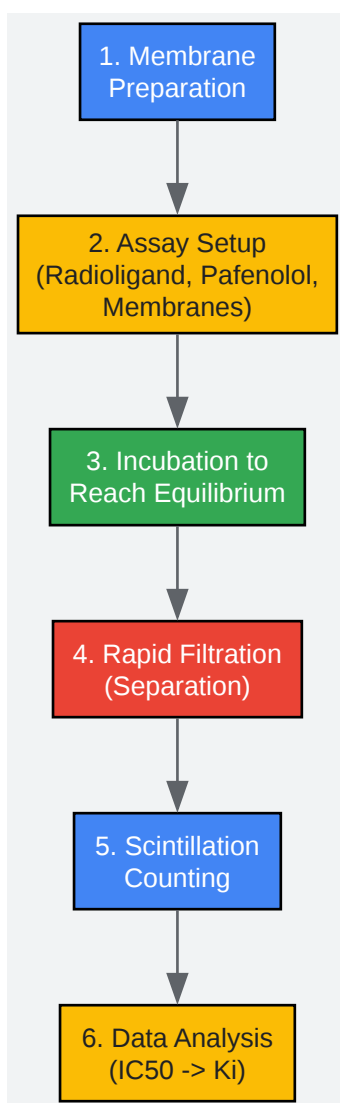 1. Membrane
Preparation
2. Assay Setup
(Radioligand, Pafenolol,
Membranes)
3. Incubation to
Reach Equilibrium
4. Rapid Filtration
(Separation)
5. Scintillation
Counting
6. Data Analysis
(IC50 -> Ki)